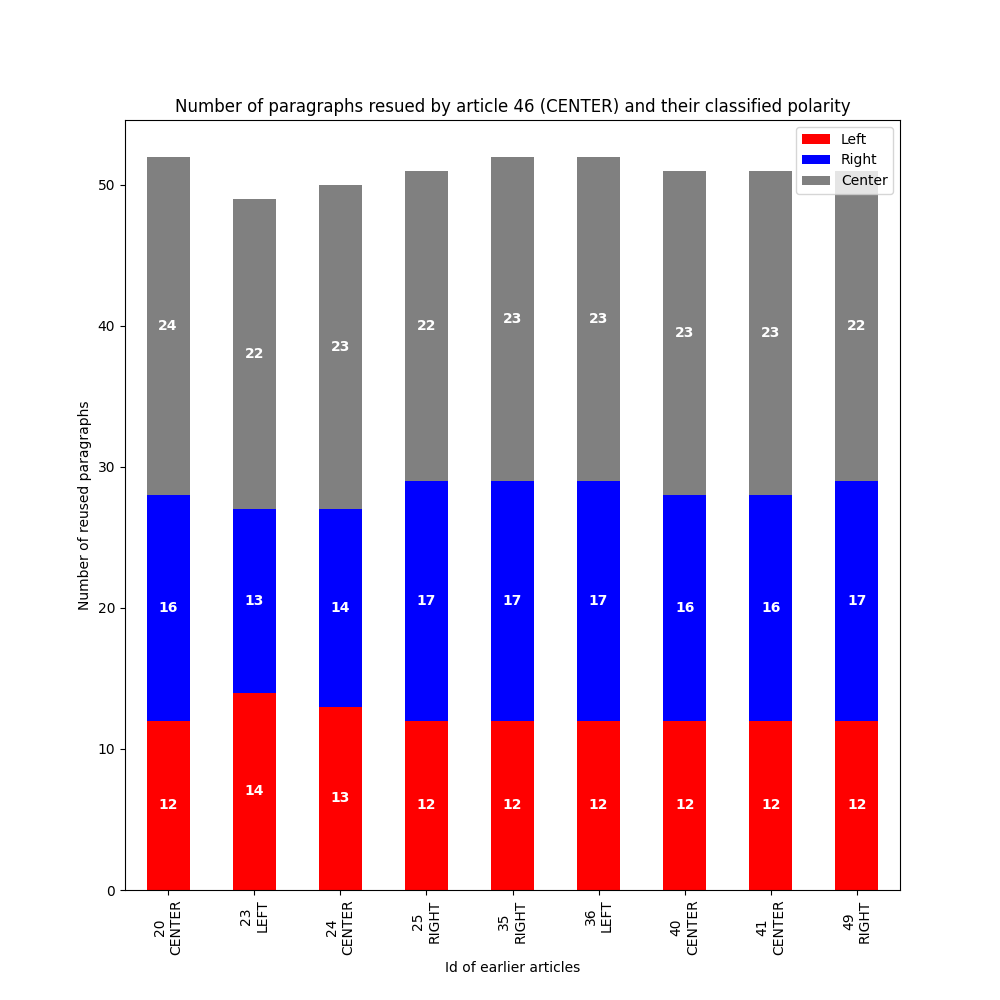 Number of paragraphs resued by article 46 (CENTER) and their classified polarity
Left
Right
Center
Number of reused paragraphs
50
40
30
20
10
0
24 22 23 22 23 23 23 23 22
16 13 14 17 17 17 16 16 17
12 14 13 12 12 12 12 12 12
20
CENTER
23
LEFT
24
CENTER
25
RIGHT
35
RIGHT
36
LEFT
40
CENTER
41
CENTER
49
RIGHT
Id of earlier articles